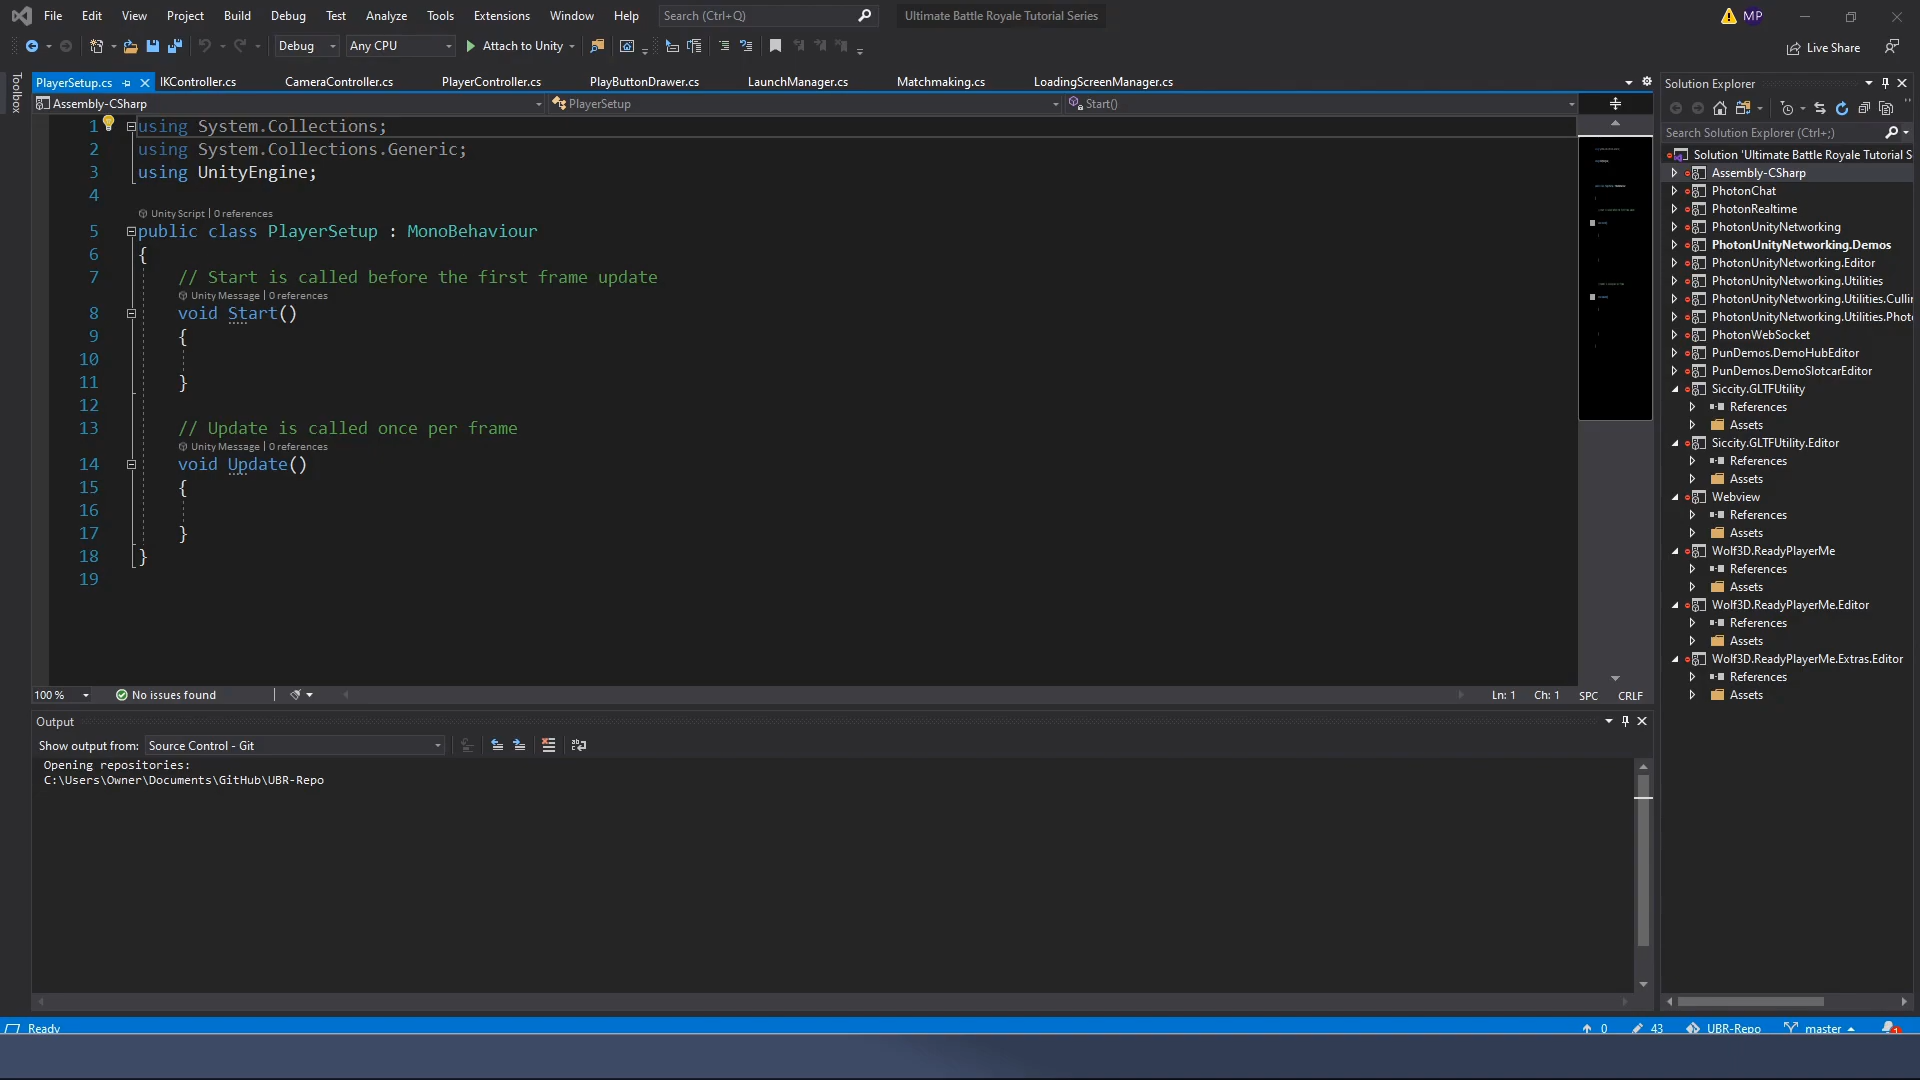 File Edit View Project Build Debug Test Analyze Tools Extensions Window Help Search (Ctrl+Q) Ultimate Battle Royale Tutorial Series MP
Debug Any CPU Attach to Unity Live Share
Toolbox
PlayerSetup.cs IKController.cs CameraController.cs PlayerController.cs PlayButtonDrawer.cs LaunchManager.cs Matchmaking.cs LoadingScreenManager.cs
Assembly-CSharp PlayerSetup Start()
1 using System.Collections;
2 using System.Collections.Generic;
3 using UnityEngine;
4
Unity Script | 0 references
5 public class PlayerSetup : MonoBehaviour
6 {
7 // Start is called before the first frame update
Unity Message | 0 references
8 void Start()
9 {
10
11 }
12
13 // Update is called once per frame
Unity Message | 0 references
14 void Update()
15 {
16
17 }
18 }
19
100 % No issues found Ln: 1 Ch: 1 SPC CRLF
Output
Show output from: Source Control - Git
Opening repositories:
C:\Users\Owner\Documents\GitHub\UBR-Repo
Solution Explorer
Search Solution Explorer (Ctrl+;)
Solution 'Ultimate Battle Royale Tutorial S
Assembly-CSharp
PhotonChat
PhotonRealtime
PhotonUnityNetworking
PhotonUnityNetworking.Demos
PhotonUnityNetworking.Editor
PhotonUnityNetworking.Utilities
PhotonUnityNetworking.Utilities.Culli
PhotonUnityNetworking.Utilities.Phot
PhotonWebSocket
PunDemos.DemoHubEditor
PunDemos.DemoSlotcarEditor
Siccity.GLTFUtility
References
Assets
Siccity.GLTFUtility.Editor
References
Assets
Webview
References
Assets
Wolf3D.ReadyPlayerMe
References
Assets
Wolf3D.ReadyPlayerMe.Editor
References
Assets
Wolf3D.ReadyPlayerMe.Extras.Editor
References
Assets
Ready 0 43 UBR-Repo master 1